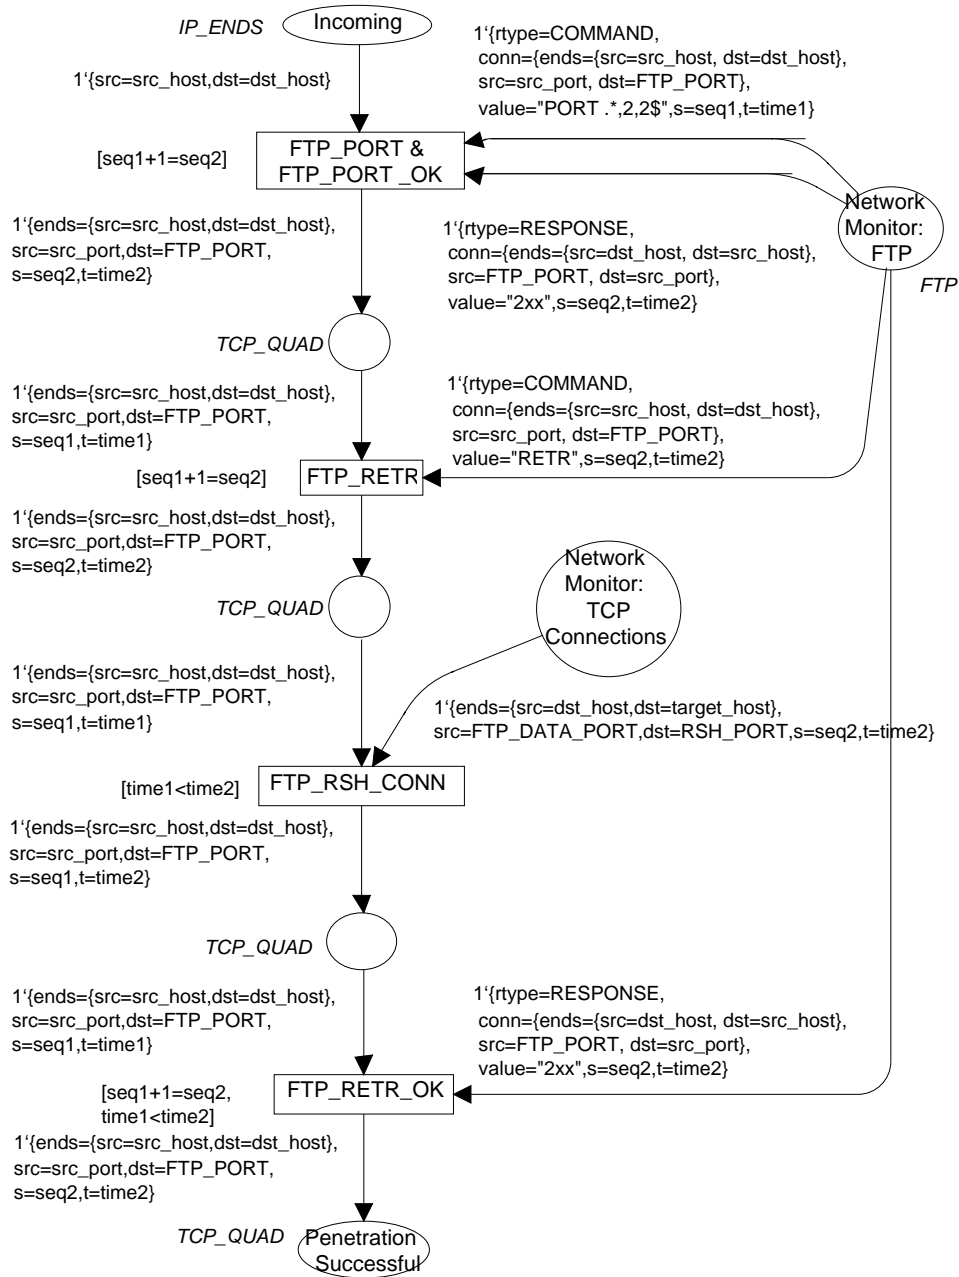 IP_ENDS
Incoming
1‘{src=src_host,dst=dst_host}
1‘{rtype=COMMAND,
conn={ends={src=src_host, dst=dst_host},
src=src_port, dst=FTP_PORT},
value="PORT .*,2,2$",s=seq1,t=time1}
[seq1+1=seq2]
FTP_PORT &
FTP_PORT _OK
Network
Monitor:
FTP
FTP
1‘{ends={src=src_host,dst=dst_host},
src=src_port,dst=FTP_PORT,
s=seq2,t=time2}
1‘{rtype=RESPONSE,
conn={ends={src=dst_host, dst=src_host},
src=FTP_PORT, dst=src_port},
value="2xx",s=seq2,t=time2}
TCP_QUAD
1‘{ends={src=src_host,dst=dst_host},
src=src_port,dst=FTP_PORT,
s=seq1,t=time1}
1‘{rtype=COMMAND,
conn={ends={src=src_host, dst=dst_host},
src=src_port, dst=FTP_PORT},
value="RETR",s=seq2,t=time2}
[seq1+1=seq2]
FTP_RETR
1‘{ends={src=src_host,dst=dst_host},
src=src_port,dst=FTP_PORT,
s=seq2,t=time2}
TCP_QUAD
Network
Monitor:
TCP
Connections
1‘{ends={src=src_host,dst=dst_host},
src=src_port,dst=FTP_PORT,
s=seq1,t=time1}
1‘{ends={src=dst_host,dst=target_host},
src=FTP_DATA_PORT,dst=RSH_PORT,s=seq2,t=time2}
[time1<time2]
FTP_RSH_CONN
1‘{ends={src=src_host,dst=dst_host},
src=src_port,dst=FTP_PORT,
s=seq1,t=time2}
TCP_QUAD
1‘{ends={src=src_host,dst=dst_host},
src=src_port,dst=FTP_PORT,
s=seq1,t=time1}
1‘{rtype=RESPONSE,
conn={ends={src=dst_host, dst=src_host},
src=FTP_PORT, dst=src_port},
value="2xx",s=seq2,t=time2}
[seq1+1=seq2,
time1<time2]
FTP_RETR_OK
1‘{ends={src=src_host,dst=dst_host},
src=src_port,dst=FTP_PORT,
s=seq2,t=time2}
TCP_QUAD
Penetration
Successful